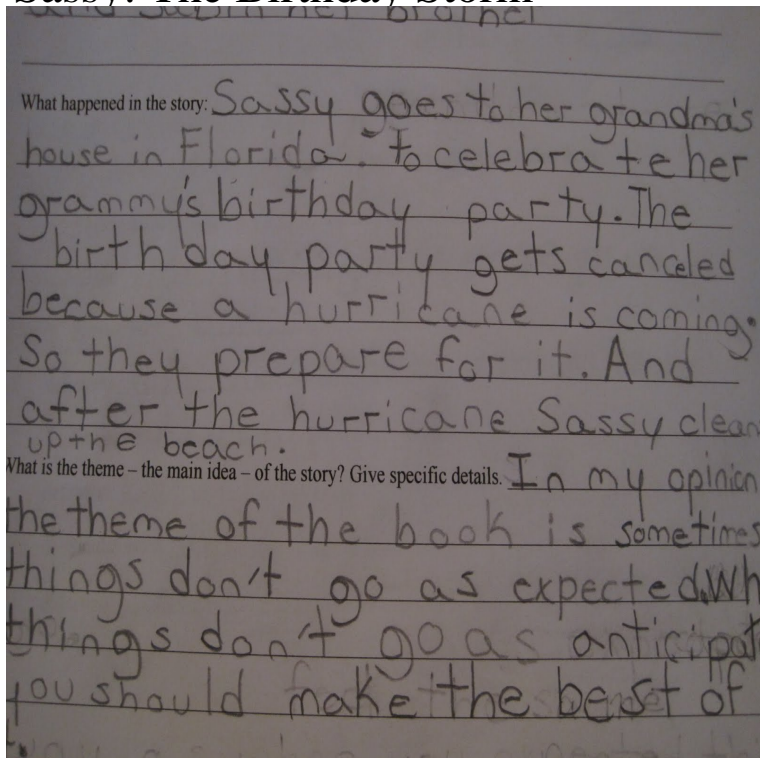 Sassy: The Birthday Storm
and her brother
What happened in the story: Sassy goes to her grandma's
house in Florida. to celebrate her
grammy's birthday party. The
birthday party gets canceled
because a hurricane is coming.
So they prepare for it. And
after the hurricane Sassy clean
up the beach.
What is the theme – the main idea – of the story? Give specific details. In my opinion
the theme of the book is sometimes
things don't go as expected. Wh
things don't go as anticipat
you should make the best of